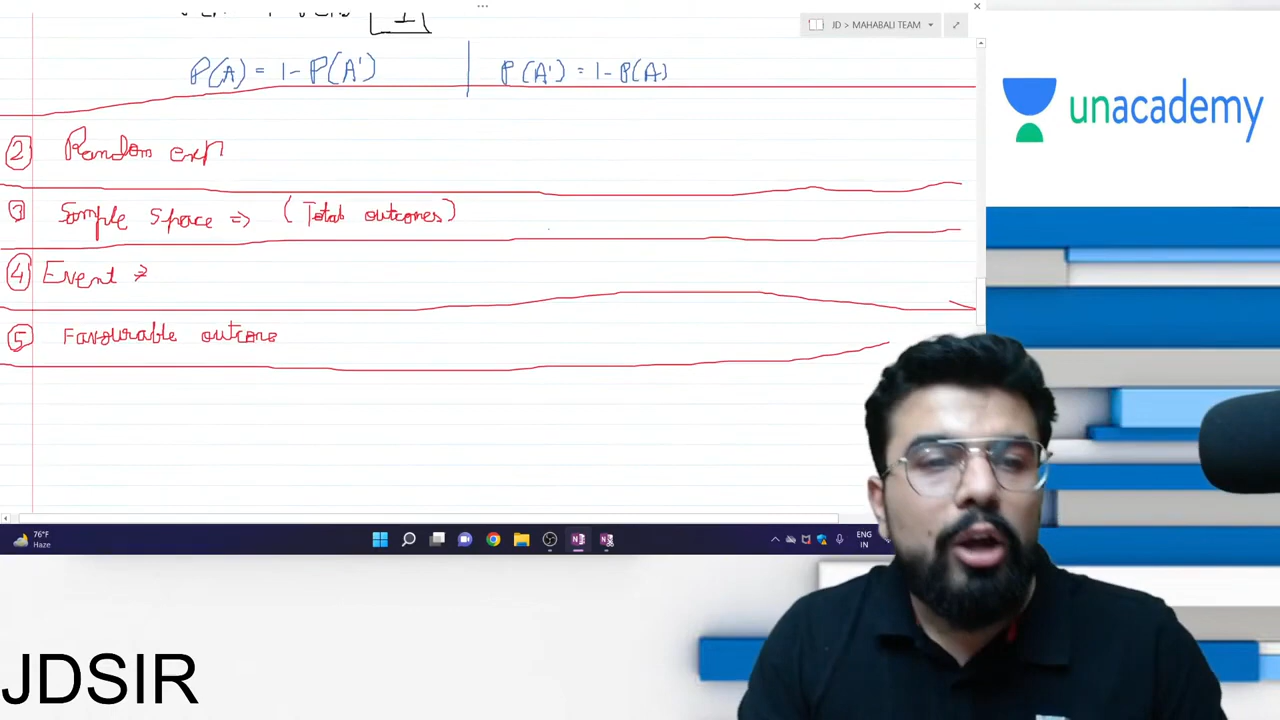 JD > MAHABALI TEAM
P(A) = 1 - P(A') P(A') = 1 - P(A)
unacademy
2 Random exp
3 Sample Space => (Total outcomes)
4 Event =>
5 Favourable outcome
76°F
Haze
ENG
IN
JDSIR